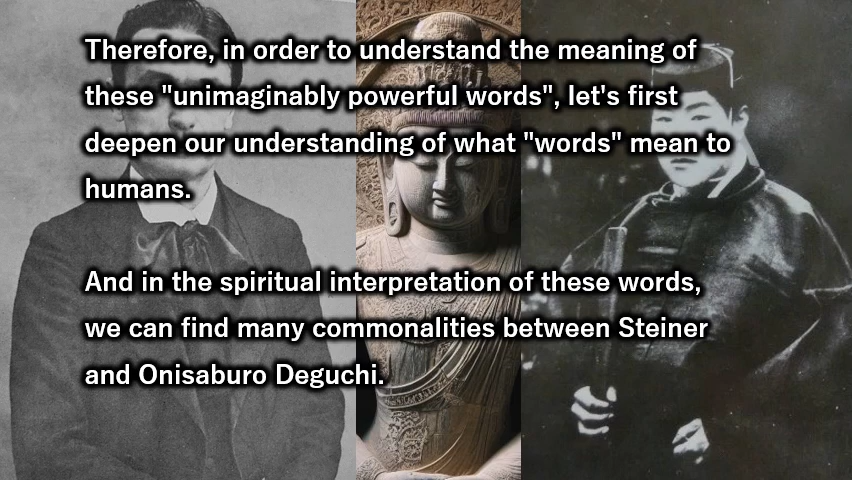 Therefore, in order to understand the meaning of
these "unimaginably powerful words", let's first
deepen our understanding of what "words" mean to
humans.
And in the spiritual interpretation of these words,
we can find many commonalities between Steiner
and Onisaburo Deguchi.